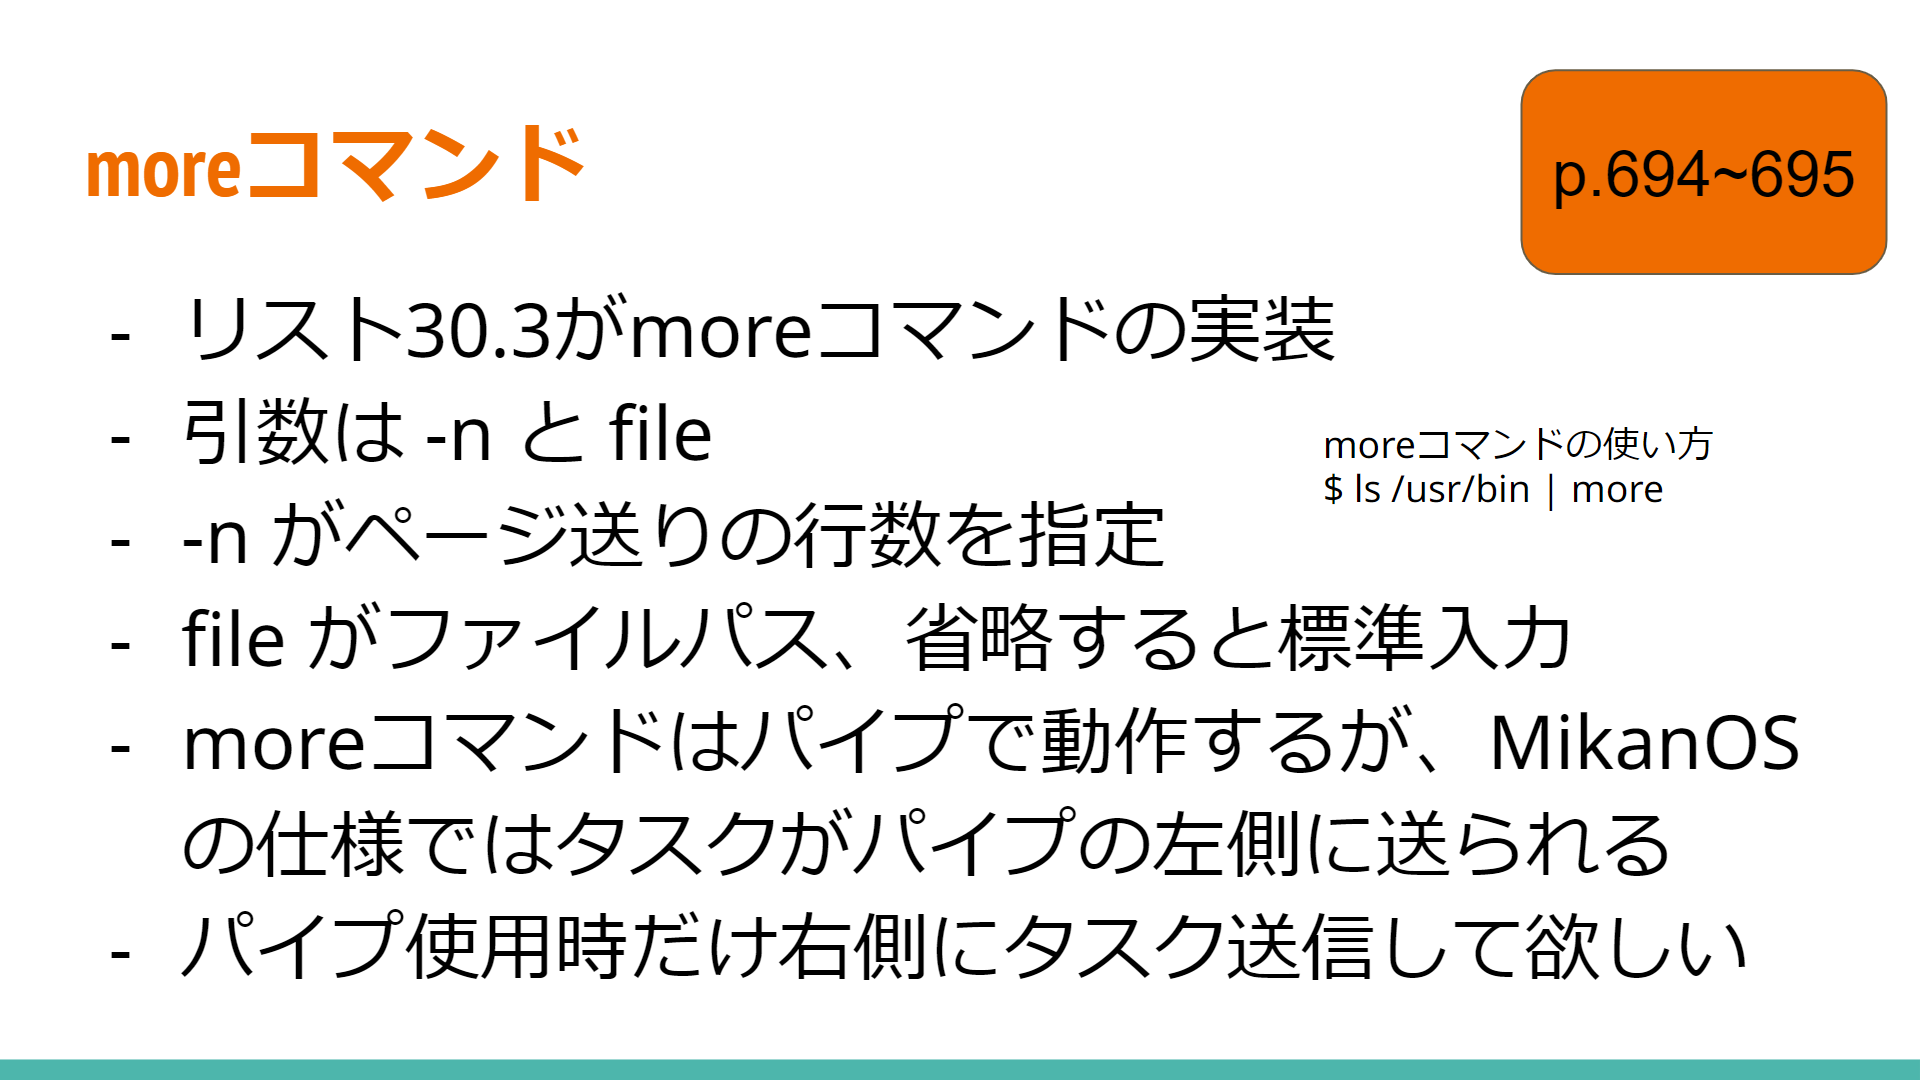 moreコマンド
p.694~695
- リスト30.3がmoreコマンドの実装
- 引数は -n と file
- -n がページ送りの行数を指定
- file がファイルパス、省略すると標準入力
- moreコマンドはパイプで動作するが、MikanOS
の仕様ではタスクがパイプの左側に送られる
- パイプ使用時だけ右側にタスク送信して欲しい
moreコマンドの使い方
$ ls /usr/bin | more